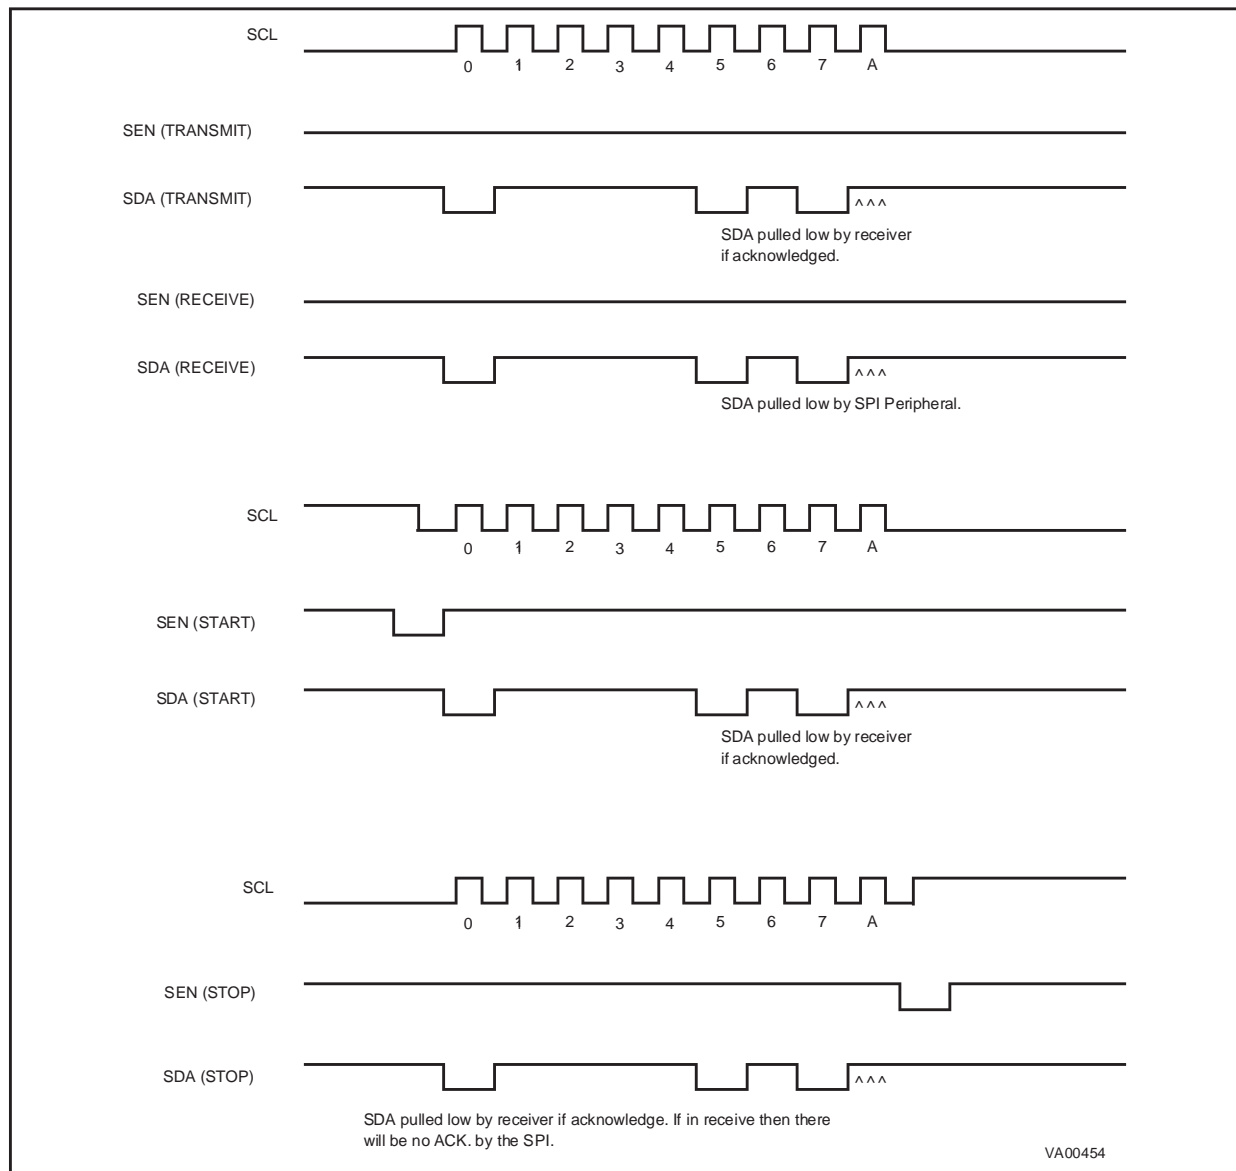 SCL
0 1 2 3 4 5 6 7 A
SEN (TRANSMIT)
SDA (TRANSMIT)
^ ^ ^
SDA pulled low by receiver
if acknowledged.
SEN (RECEIVE)
SDA (RECEIVE)
^ ^ ^
SDA pulled low by SPI Peripheral.
SCL
0 1 2 3 4 5 6 7 A
SEN (START)
SDA (START)
^ ^ ^
SDA pulled low by receiver
if acknowledged.
SCL
0 1 2 3 4 5 6 7 A
SEN (STOP)
SDA (STOP)
^ ^ ^
SDA pulled low by receiver if acknowledge. If in receive then there
will be no ACK. by the SPI.
VA00454